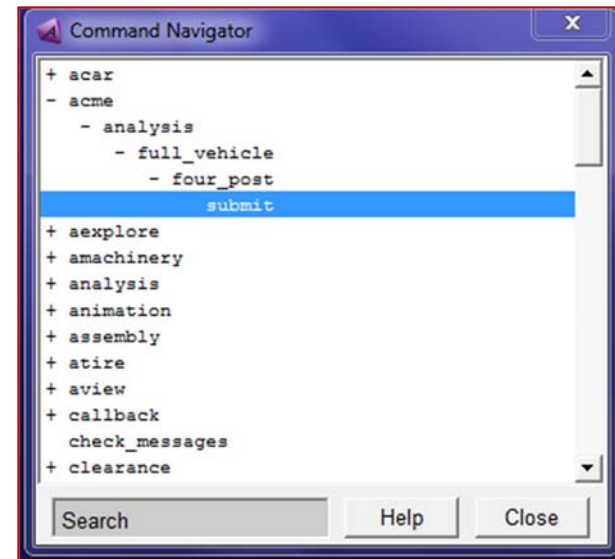 Command Navigator X
+ acar
- acme
- analysis
- full_vehicle
- four_post
submit
+ aexplore
+ amachinery
+ analysis
+ animation
+ assembly
+ atire
+ aview
+ callback
check_messages
+ clearance
Search Help Close